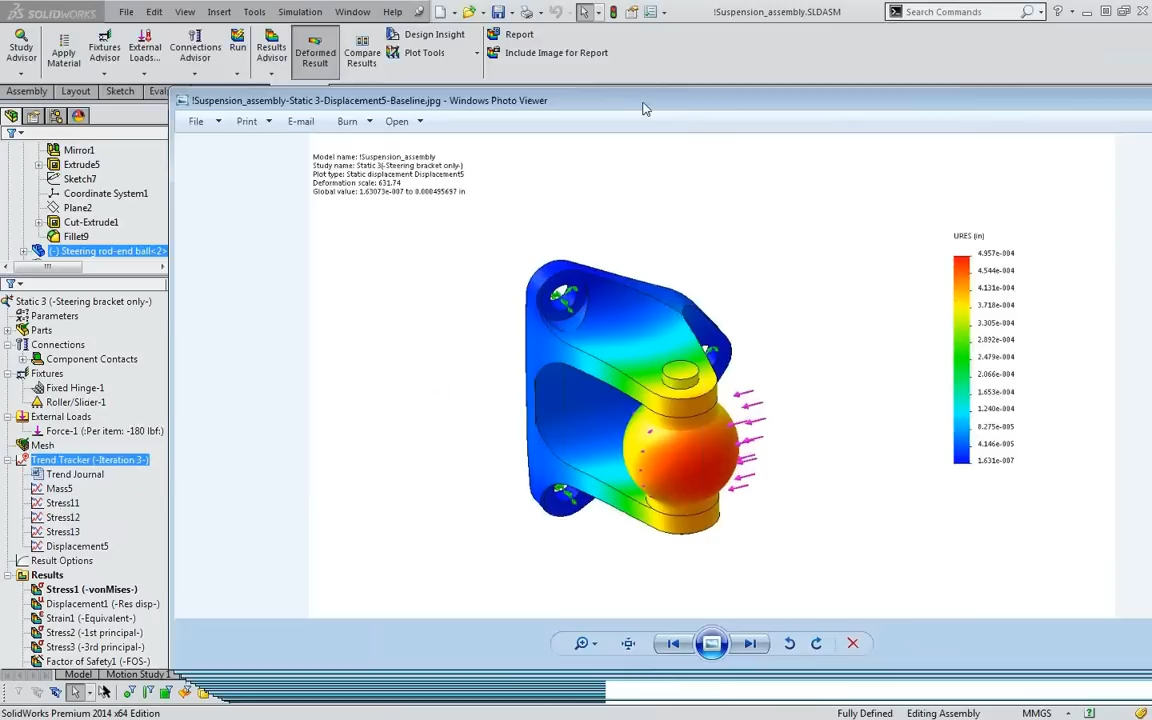 SOLIDWORKS
File Edit View Insert Tools Simulation Window Help
!Suspension_assembly.SLDASM
Search Commands
Study Advisor
Apply Material
Fixtures Advisor
External Loads...
Connections Advisor
Run
Results Advisor
Deformed Result
Compare Results
Design Insight
Plot Tools
Report
Include Image for Report
Assembly Layout Sketch
!Suspension_assembly-Static 3-Displacement5-Baseline.jpg - Windows Photo Viewer
File Print E-mail Burn Open
Mirror1
Extrude5
Sketch7
Coordinate System1
Plane2
Cut-Extrude1
Fillet9
(-) Steering rod-end ball<2>
Static 3 (-Steering bracket only-)
Parameters
Parts
Connections
Component Contacts
Fixtures
Fixed Hinge-1
Roller/Slider-1
External Loads
Force-1 (:Per item: -180 lbf:)
Mesh
Trend Tracker (-Iteration 3-)
Trend Journal
Mass5
Stress11
Stress12
Stress13
Displacement5
Result Options
Results
Stress1 (-vonMises-)
Displacement1 (-Res disp-)
Strain1 (-Equivalent-)
Stress2 (-1st principal-)
Stress3 (-3rd principal-)
Factor of Safety1 (-FOS-)
Model name: !Suspension_assembly
Study name: Static 3(-Steering bracket only-)
Plot type: Static displacement Displacement5
Deformation scale: 631.74
Global value: 1.63073e-007 to 0.000495697 in
URES (in)
4.957e-004
4.544e-004
4.131e-004
3.718e-004
3.305e-004
2.892e-004
2.479e-004
2.066e-004
1.653e-004
1.240e-004
8.275e-005
4.146e-005
1.631e-007
Model Motion Study 1
SolidWorks Premium 2014 x64 Edition
Fully Defined Editing Assembly MMGS